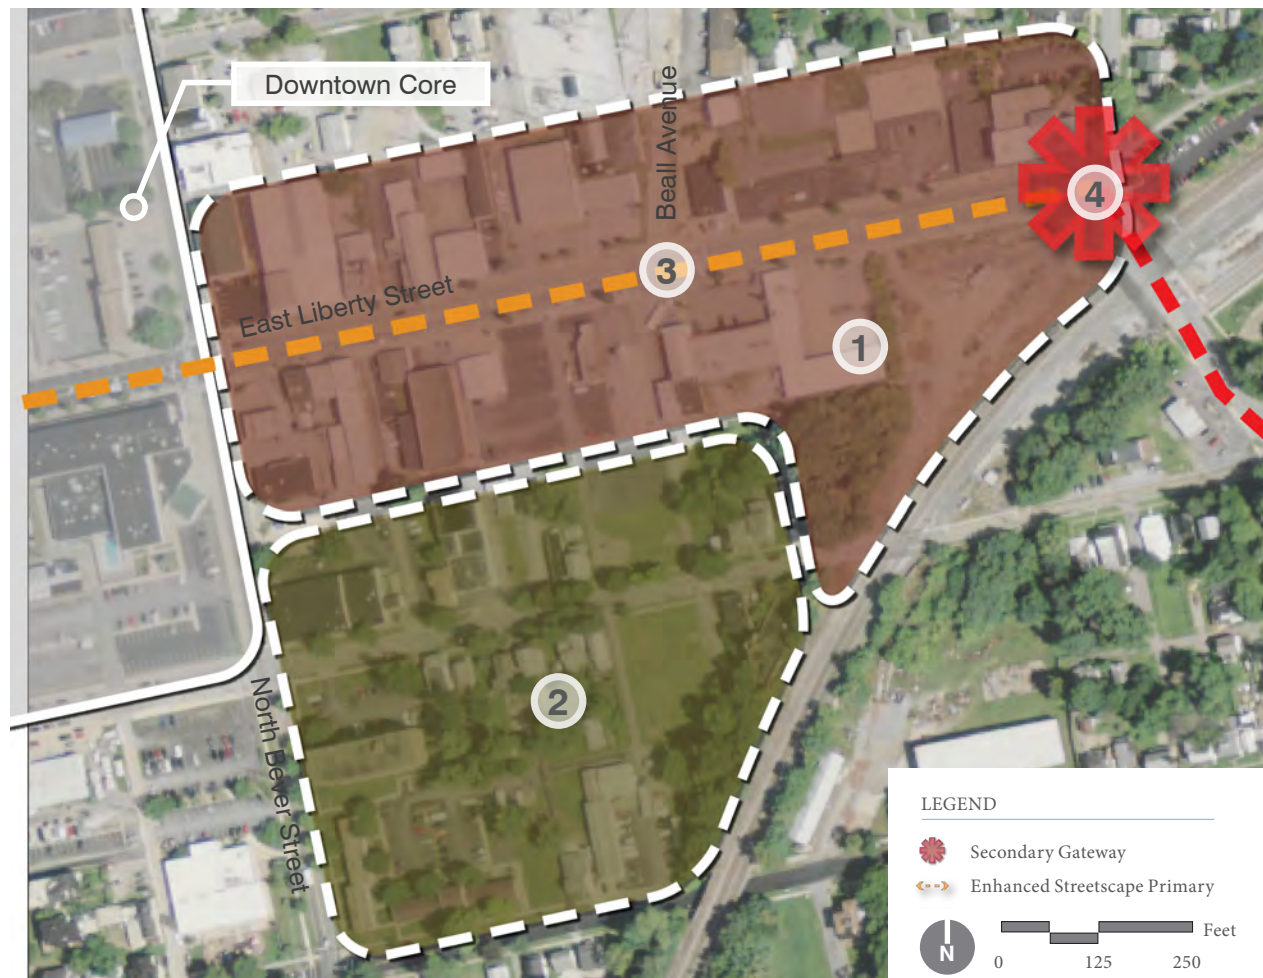 Downtown Core
Beall Avenue
4
3
East Liberty Street
1
2
North Bever Street
LEGEND
Secondary Gateway
Enhanced Streetscape Primary
N
Feet
0 125 250